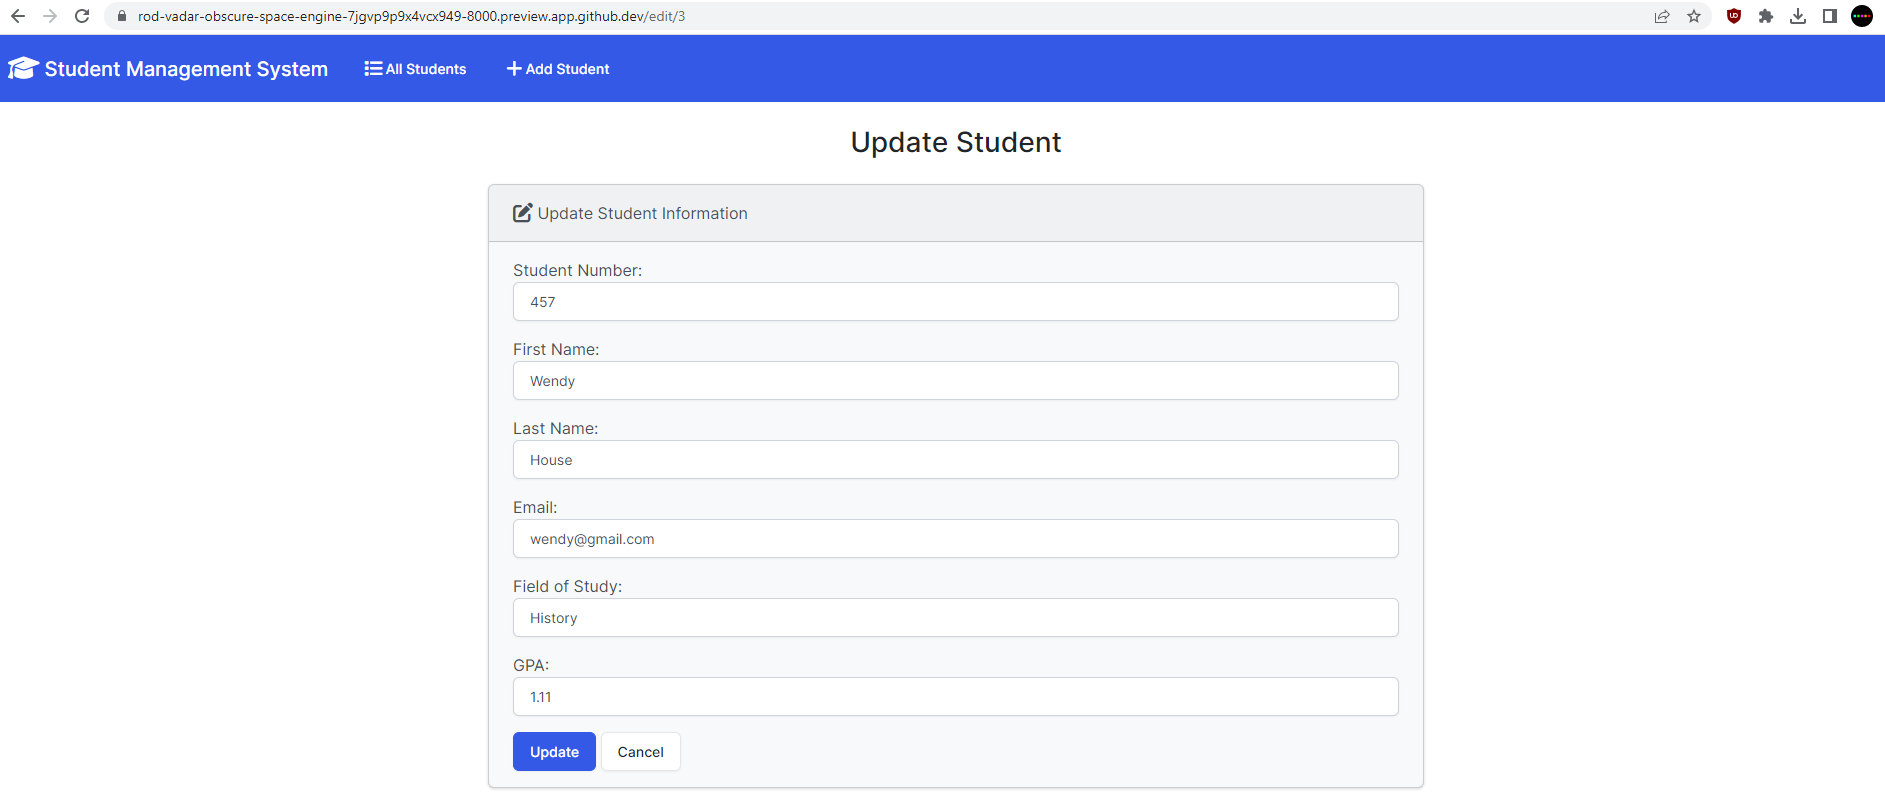 rod-vadar-obscure-space-engine-7jgvp9p9x4vcx949-8000.preview.app.github.dev/edit/3
Student Management System All Students Add Student
Update Student
Update Student Information
Student Number:
457
First Name:
Wendy
Last Name:
House
Email:
wendy@gmail.com
Field of Study:
History
GPA:
1.11
Update Cancel